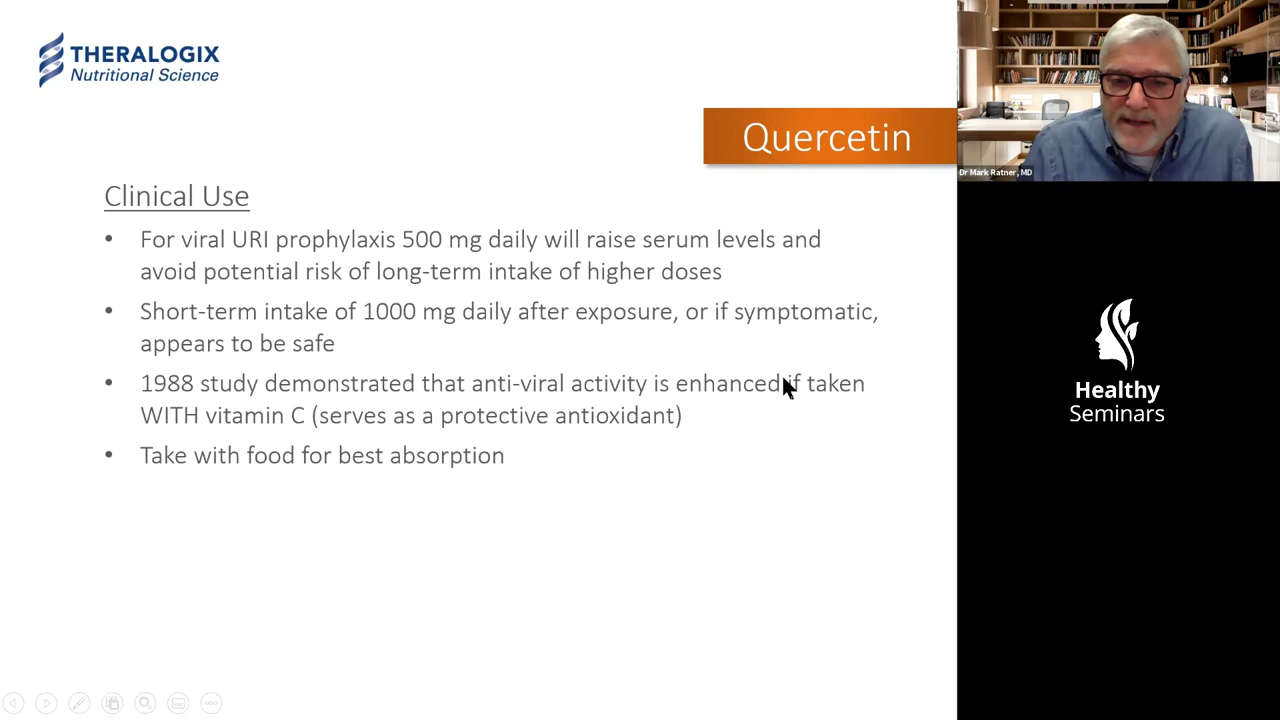 THERALOGIX
Nutritional Science
Quercetin
Dr Mark Ratner, MD
Clinical Use
• For viral URI prophylaxis 500 mg daily will raise serum levels and
avoid potential risk of long-term intake of higher doses
• Short-term intake of 1000 mg daily after exposure, or if symptomatic,
appears to be safe
• 1988 study demonstrated that anti-viral activity is enhanced if taken
WITH vitamin C (serves as a protective antioxidant)
• Take with food for best absorption
Healthy
Seminars